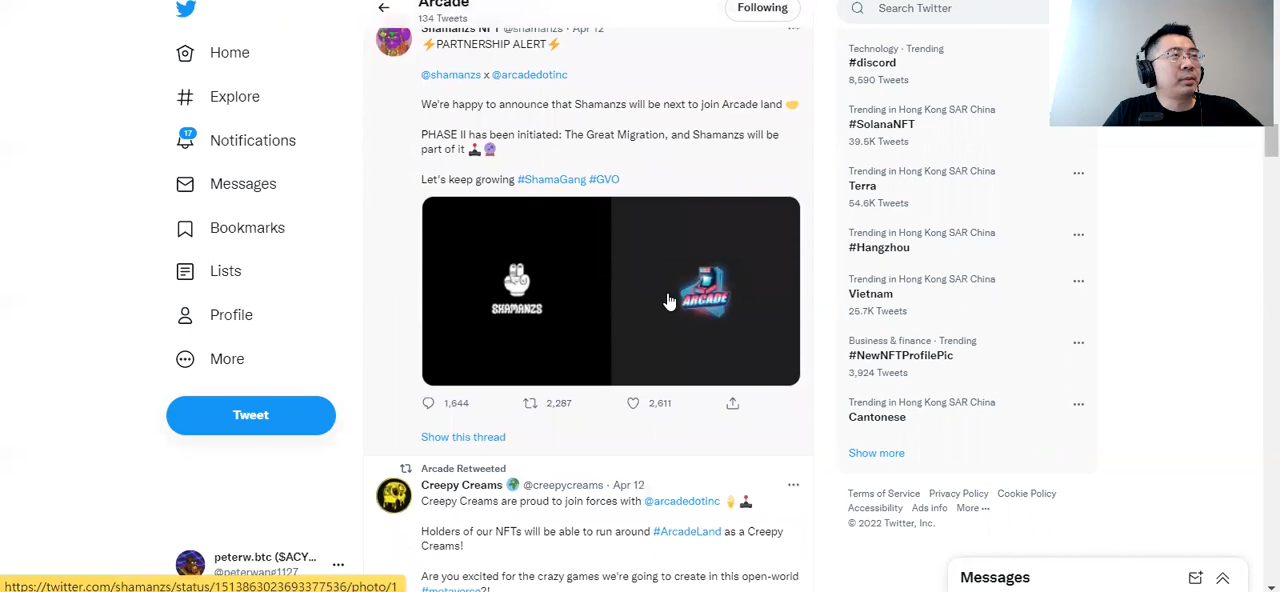 Arcade
134 Tweets
Following
Search Twitter
Home
Explore
17
Notifications
Messages
Bookmarks
Lists
Profile
More
Tweet
peterw.btc ($ACY...
@peterwang1127
https://twitter.com/shamanzs/status/1513863023693377536/photo/1
Shamanzs NFT @shamanzs · Apr 12
⚡PARTNERSHIP ALERT⚡
@shamanzs x @arcadedotinc
We're happy to announce that Shamanzs will be next to join Arcade land 🤝
PHASE II has been initiated: The Great Migration, and Shamanzs will be
part of it 🕹️🔮
Let's keep growing #ShamaGang #GVO
SHAMANZS
ARCADE
1,644
2,287
2,611
Show this thread
Arcade Retweeted
Creepy Creams 🌍 @creepycreams · Apr 12
Creepy Creams are proud to join forces with @arcadedotinc 🍦🕹️
Holders of our NFTs will be able to run around #ArcadeLand as a Creepy
Creams!
Are you excited for the crazy games we're going to create in this open-world
#metaverse?!
Technology · Trending
#discord
8,590 Tweets
Trending in Hong Kong SAR China
#SolanaNFT
39.5K Tweets
Trending in Hong Kong SAR China
Terra
54.6K Tweets
Trending in Hong Kong SAR China
#Hangzhou
Trending in Hong Kong SAR China
Vietnam
25.7K Tweets
Business & finance · Trending
#NewNFTProfilePic
3,924 Tweets
Trending in Hong Kong SAR China
Cantonese
Show more
Terms of Service Privacy Policy Cookie Policy
Accessibility Ads info More ···
© 2022 Twitter, Inc.
Messages